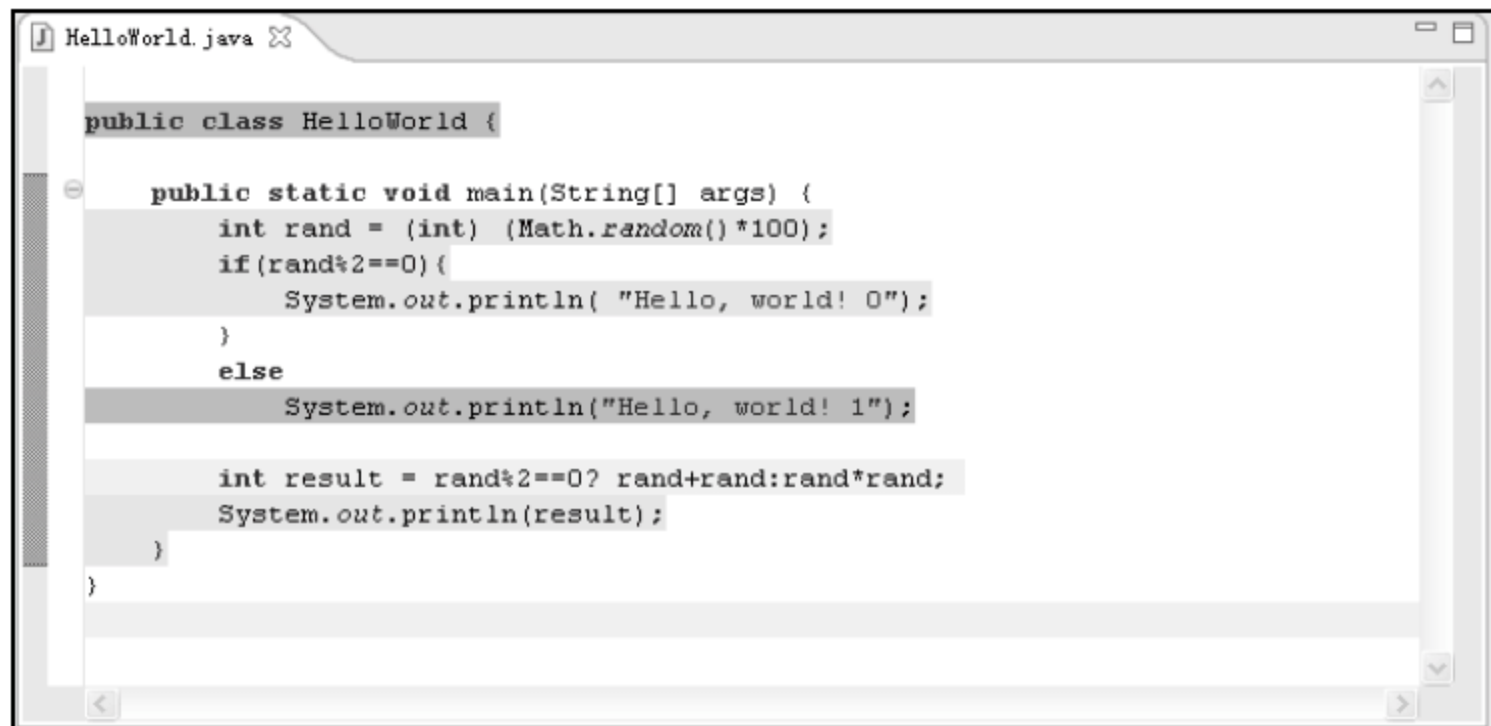 HelloWorld.java
public class HelloWorld {
public static void main(String[] args) {
int rand = (int) (Math.random()*100);
if(rand%2==0){
System.out.println( "Hello, world! 0");
}
else
System.out.println("Hello, world! 1");
int result = rand%2==0? rand+rand:rand*rand;
System.out.println(result);
}
}